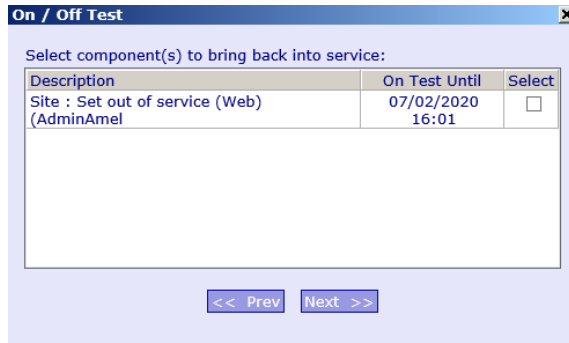 On / Off Test
Select component(s) to bring back into service:
Description On Test Until Select
Site : Set out of service (Web) 07/02/2020
(AdminAmel 16:01
<< Prev Next >>